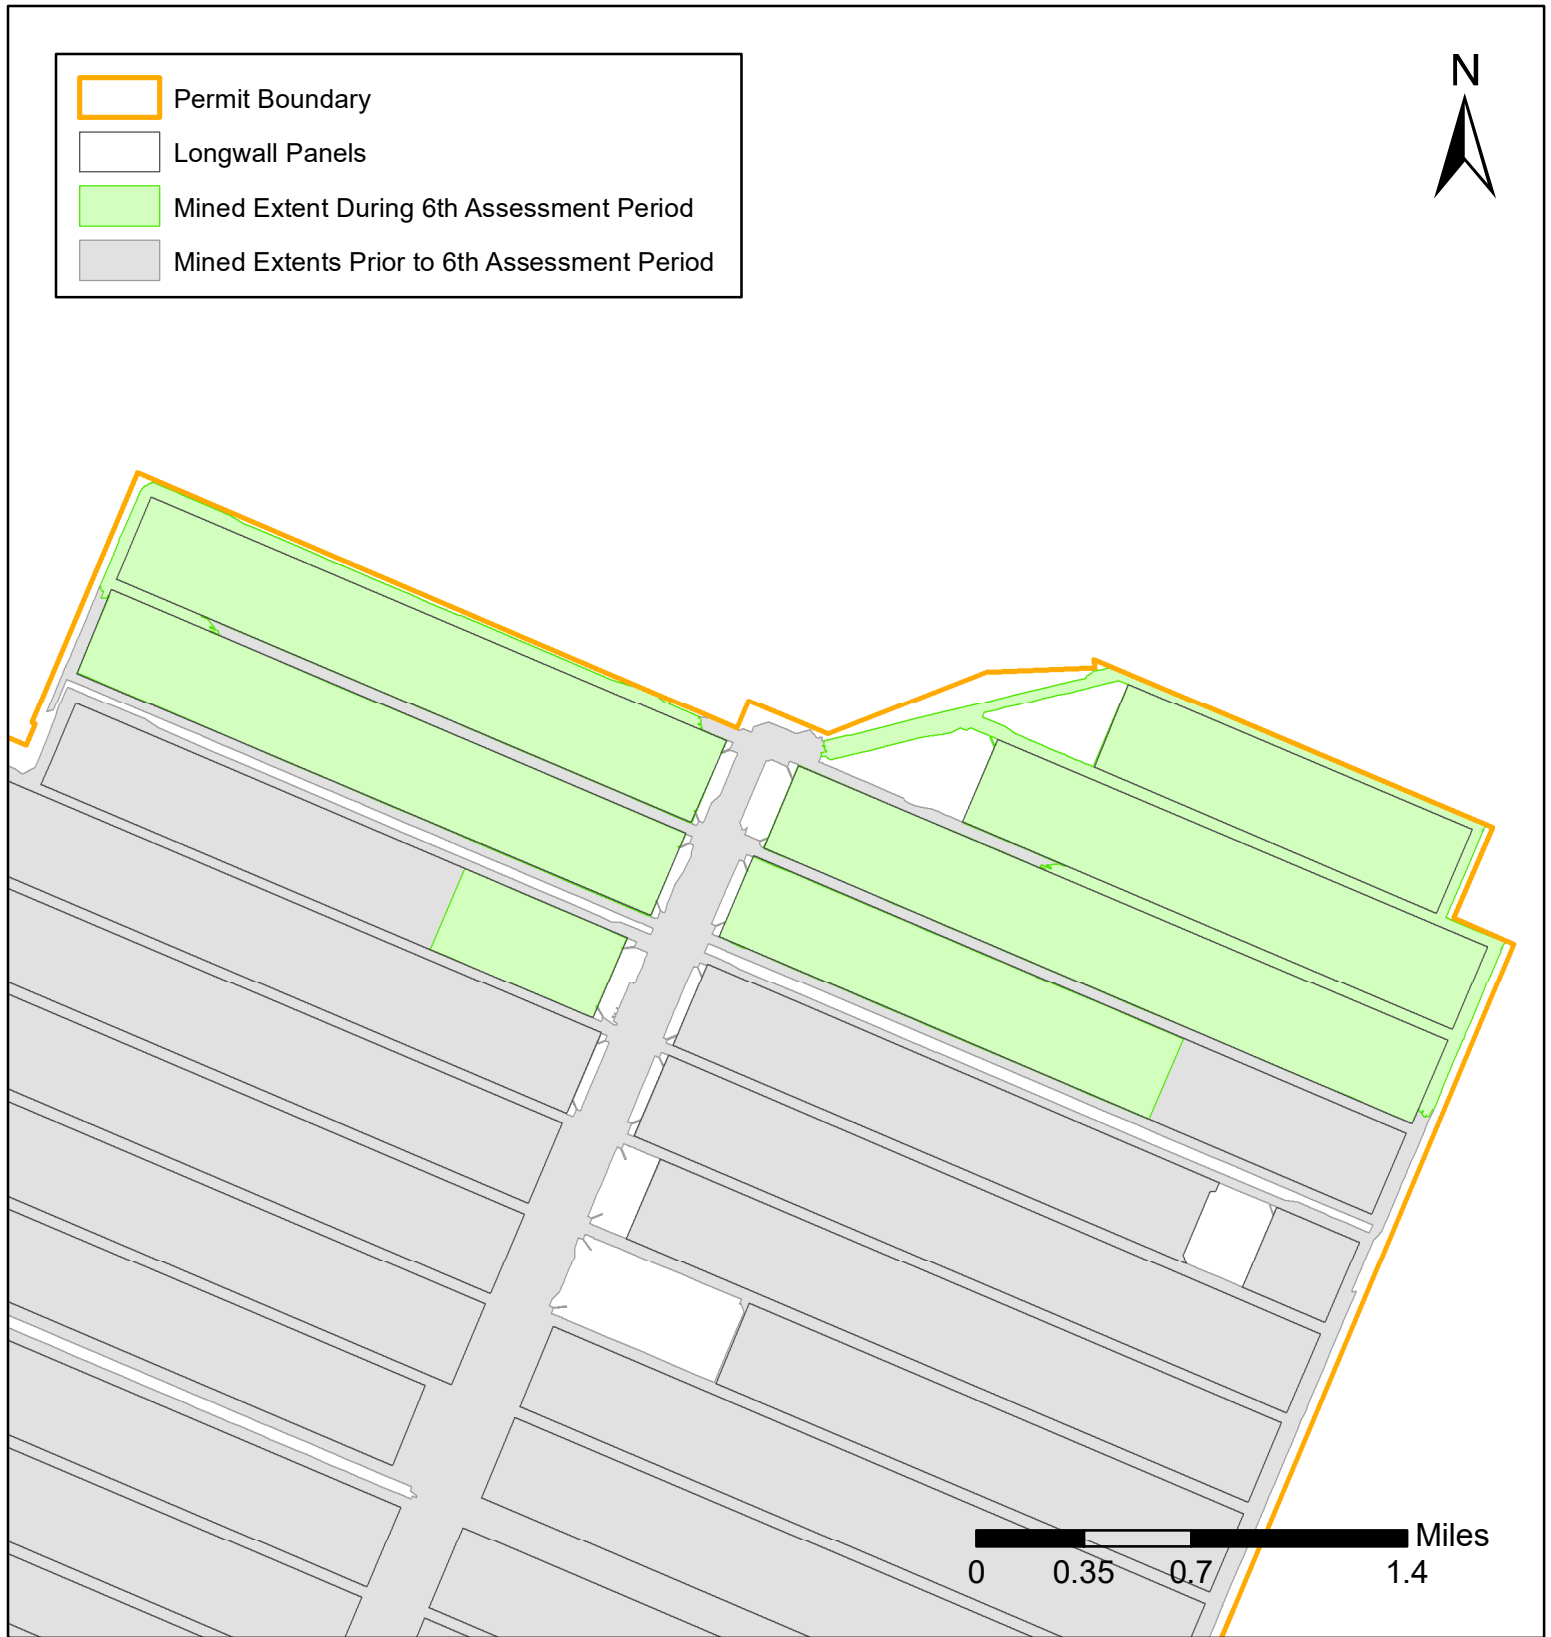 N
Permit Boundary
Longwall Panels
Mined Extent During 6th Assessment Period
Mined Extents Prior to 6th Assessment Period
Miles
0 0.35 0.7 1.4